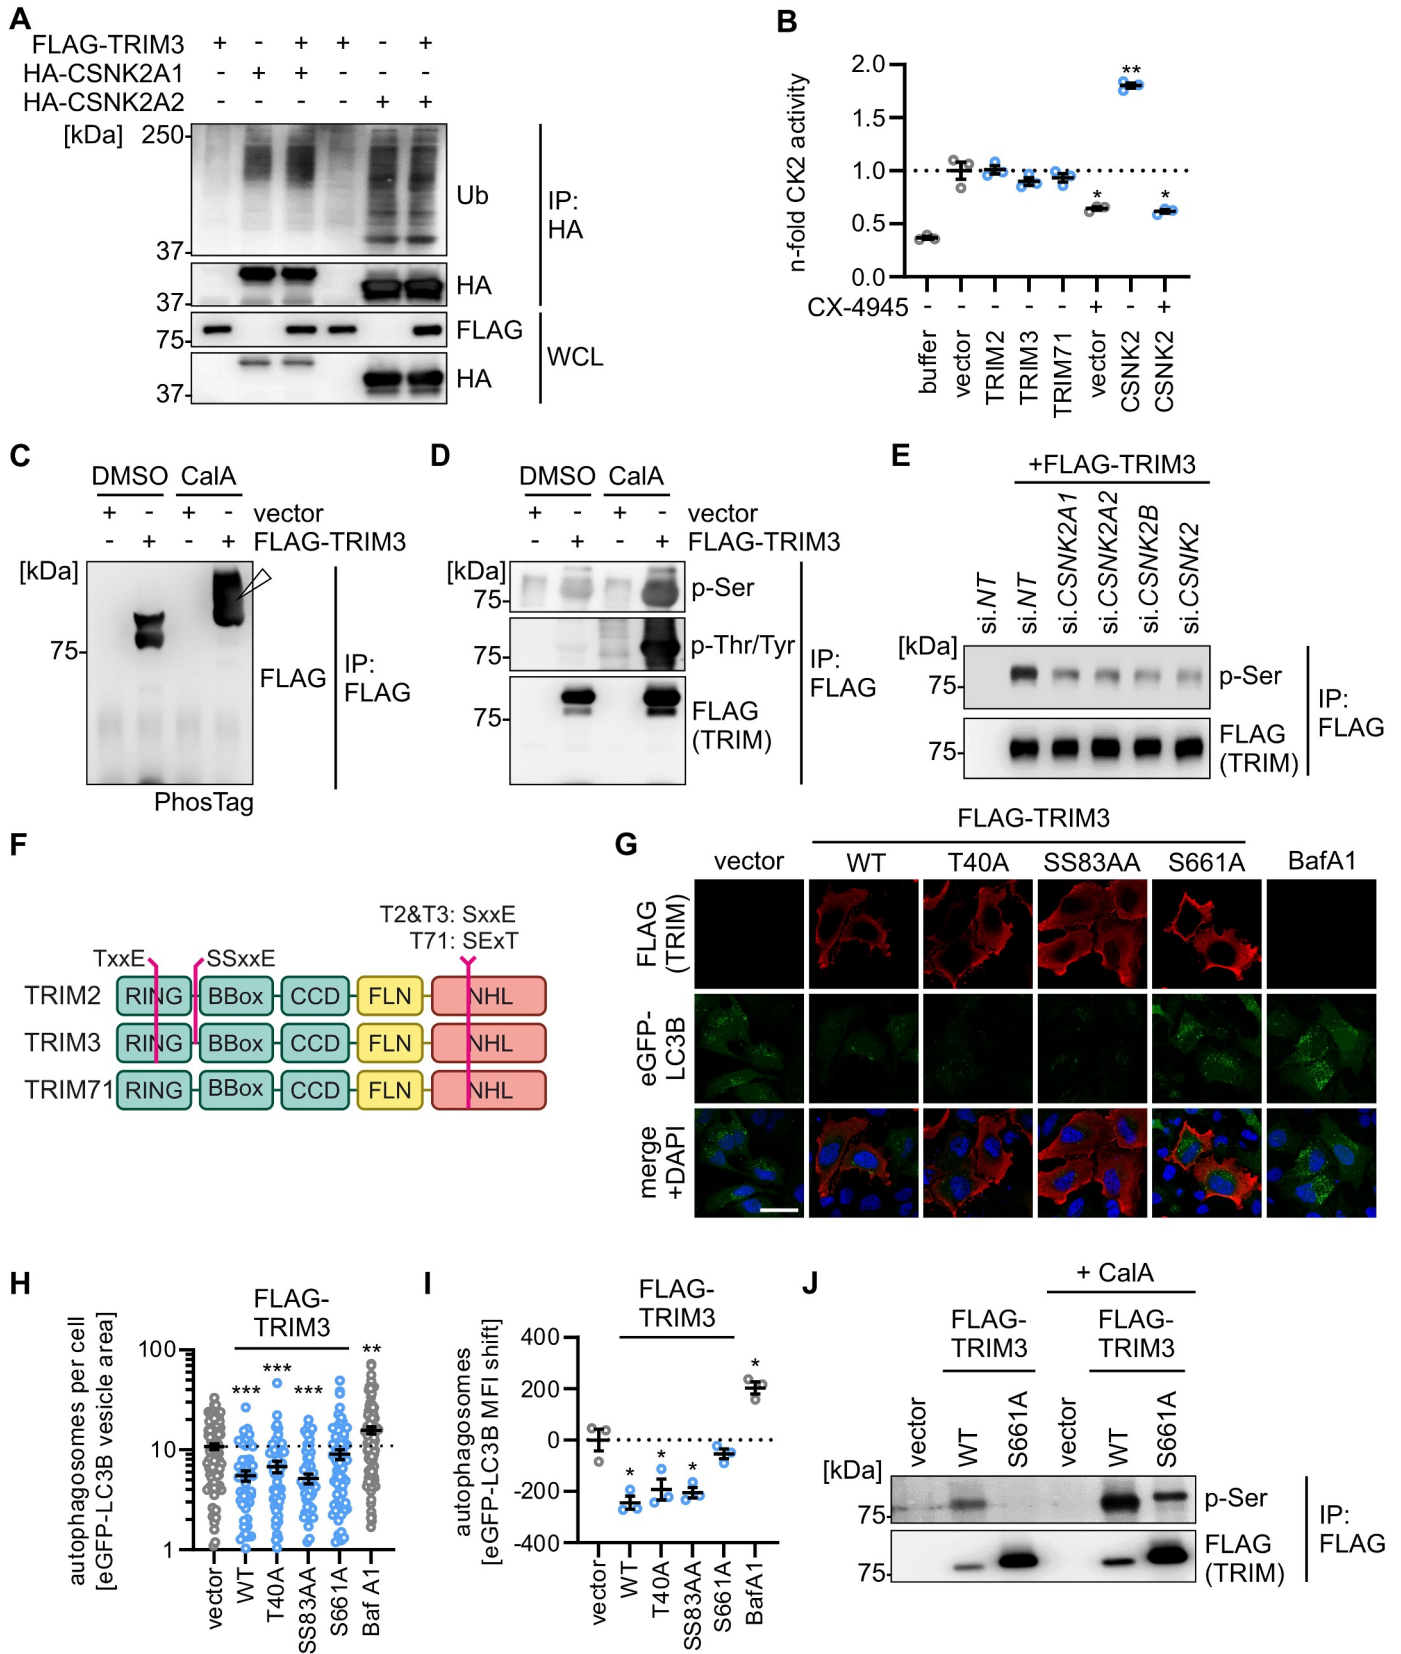 A
FLAG-TRIM3 + - + + - +
HA-CSNK2A1 - + + - - -
HA-CSNK2A2 - - - - + +
[kDa] 250
37
Ub
37
HA
IP:
HA
75
FLAG
37
HA
WCL
B
n-fold CK2 activity
2.0
1.5
1.0
0.5
0.0
** * *
CX-4945 - - - - - + - +
buffer
vector
TRIM2
TRIM3
TRIM71
vector
CSNK2
CSNK2
C
DMSO CalA
+ - + - vector
- + - + FLAG-TRIM3
[kDa]
75
FLAG
IP:
FLAG
PhosTag
D
DMSO CalA
+ - + - vector
- + - + FLAG-TRIM3
[kDa]
75
p-Ser
75
p-Thr/Tyr
75
FLAG
(TRIM)
IP:
FLAG
E
+FLAG-TRIM3
si.NT
si.NT
si.CSNK2A1
si.CSNK2A2
si.CSNK2B
si.CSNK2
[kDa]
75
p-Ser
75
FLAG
(TRIM)
IP:
FLAG
F
T2&T3: SxxE
T71: SExT
TxxE SSxxE
TRIM2 RING BBox CCD FLN NHL
TRIM3 RING BBox CCD FLN NHL
TRIM71 RING BBox CCD FLN NHL
G
FLAG-TRIM3
vector WT T40A SS83AA S661A BafA1
FLAG
(TRIM)
eGFP-
LC3B
merge
+DAPI
H
FLAG-
TRIM3
autophagosomes per cell
[eGFP-LC3B vesicle area]
100
10
1
*** *** *** **
vector
WT
T40A
SS83AA
S661A
Baf A1
I
FLAG-
TRIM3
autophagosomes
[eGFP-LC3B MFI shift]
400
200
0
-200
-400
* * * *
vector
WT
T40A
SS83AA
S661A
BafA1
J
+ CalA
FLAG-
TRIM3
FLAG-
TRIM3
vector
WT
S661A
vector
WT
S661A
[kDa]
75
p-Ser
75
FLAG
(TRIM)
IP:
FLAG